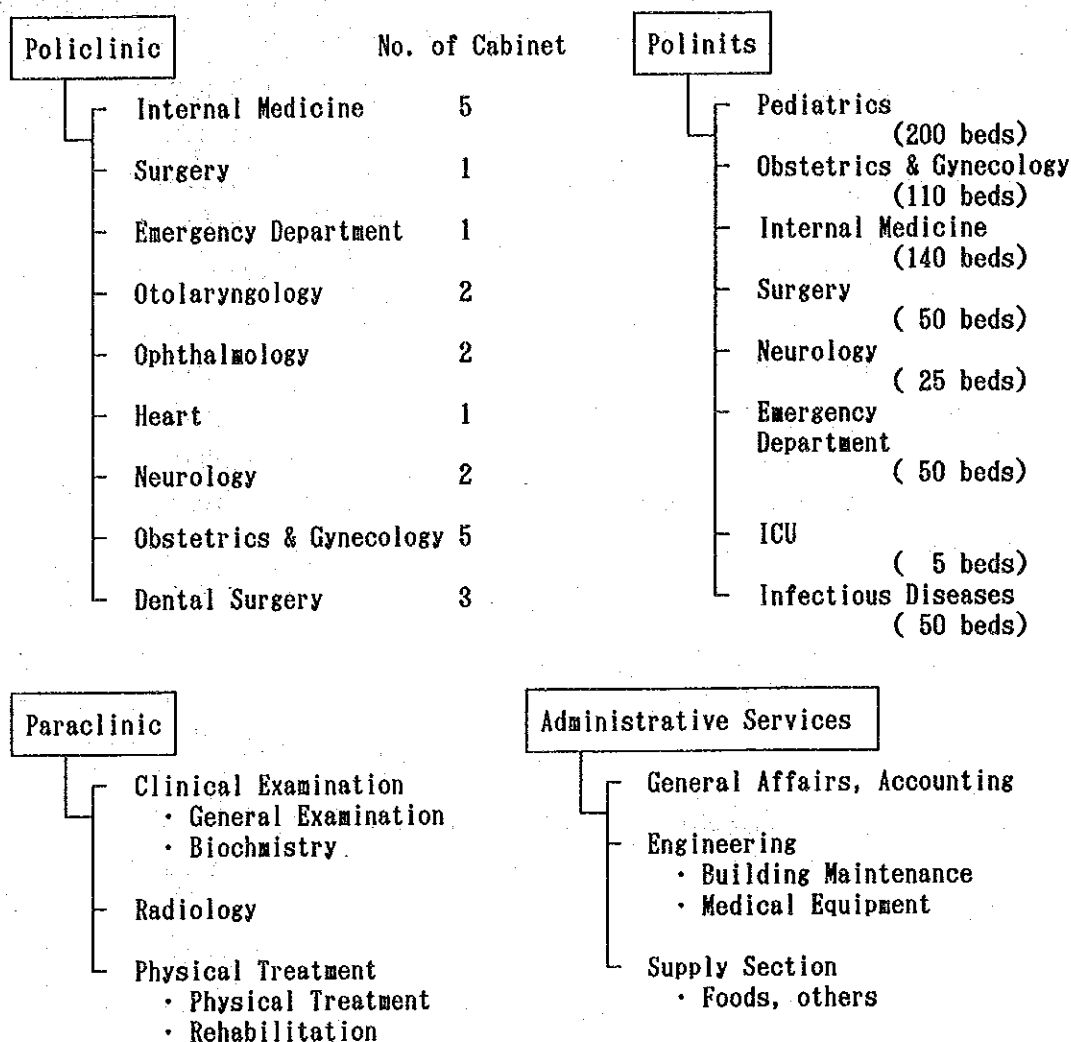 Policlinic No. of Cabinet
Internal Medicine 5
Surgery 1
Emergency Department 1
Otolaryngology 2
Ophthalmology 2
Heart 1
Neurology 2
Obstetrics & Gynecology 5
Dental Surgery 3
Polinits
Pediatrics
(200 beds)
Obstetrics & Gynecology
(110 beds)
Internal Medicine
(140 beds)
Surgery
( 50 beds)
Neurology
( 25 beds)
Emergency
Department
( 50 beds)
ICU
( 5 beds)
Infectious Diseases
( 50 beds)
Paraclinic
Clinical Examination
・General Examination
・Biochmistry
Radiology
Physical Treatment
・Physical Treatment
・Rehabilitation
Administrative Services
General Affairs, Accounting
Engineering
・Building Maintenance
・Medical Equipment
Supply Section
・Foods, others